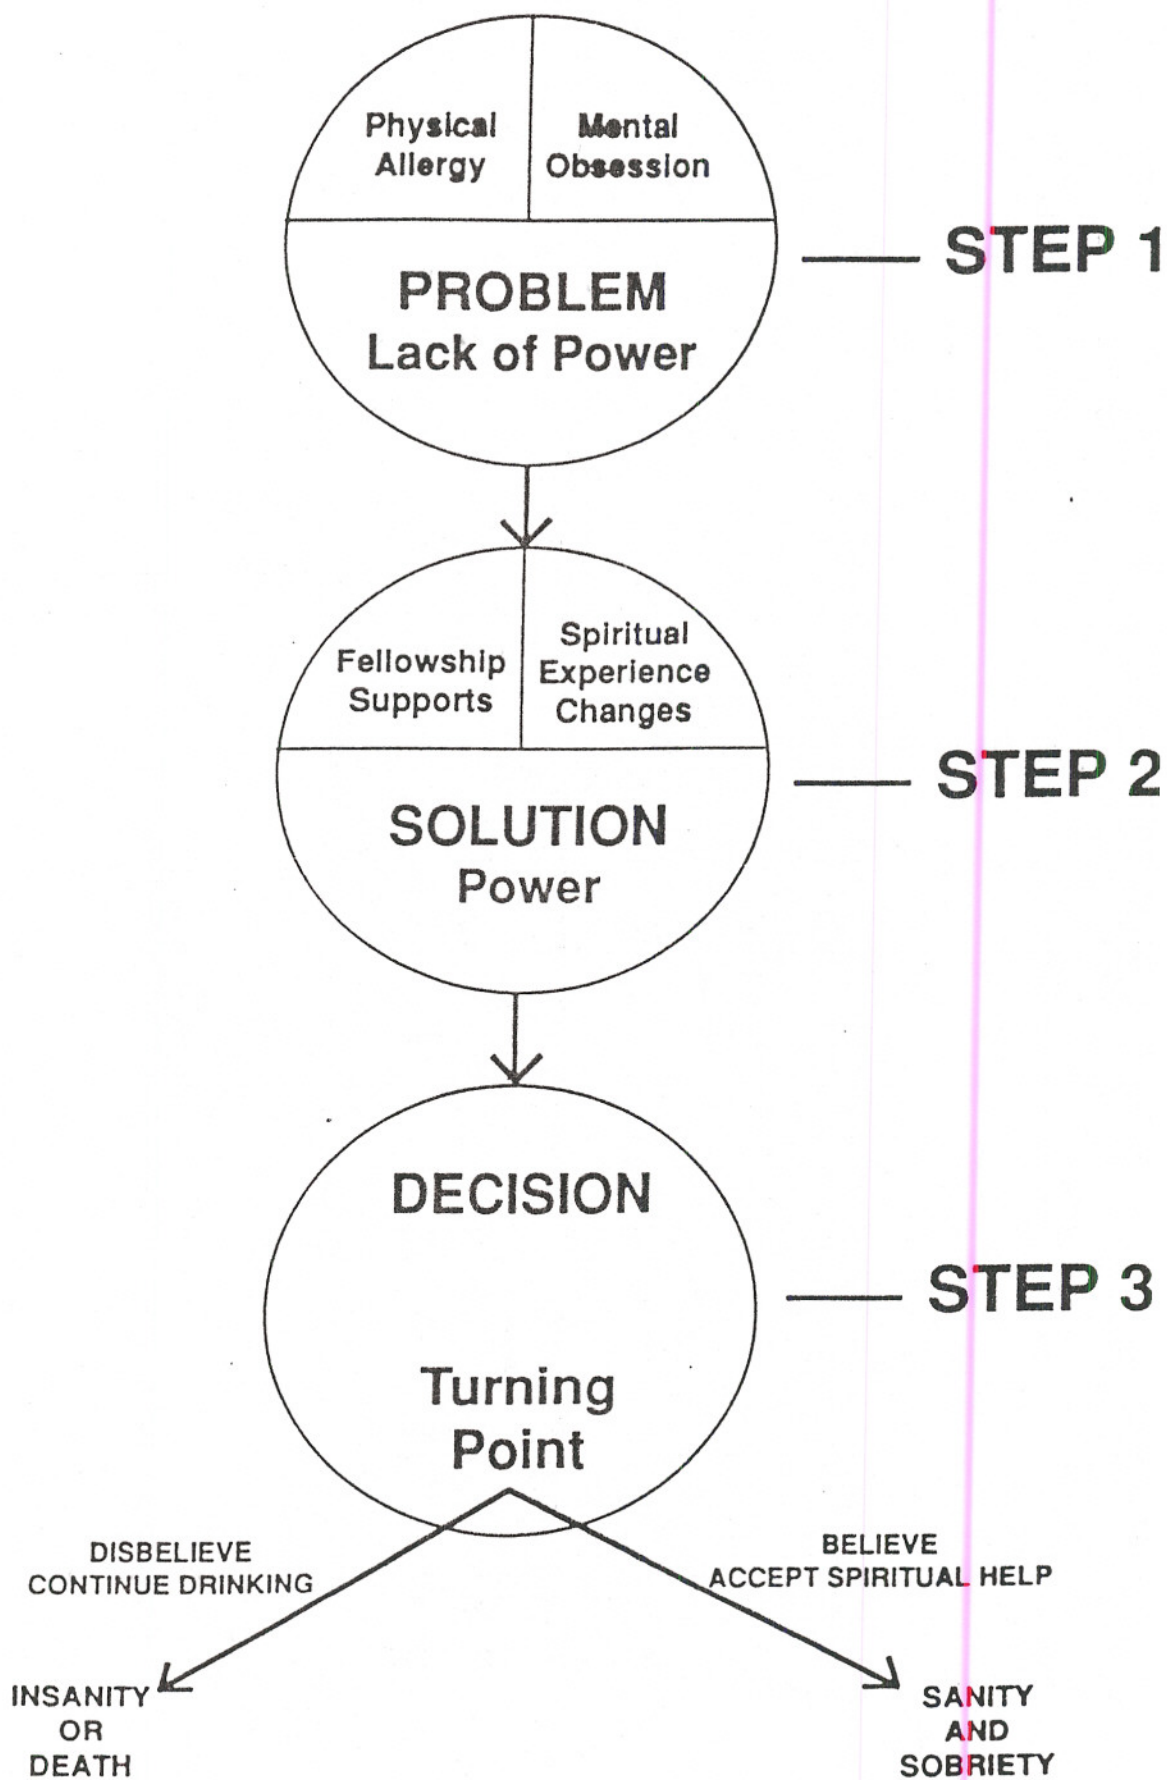 Physical
Allergy
Mental
Obsession
PROBLEM
Lack of Power
STEP 1
Fellowship
Supports
Spiritual
Experience
Changes
SOLUTION
Power
STEP 2
DECISION
Turning
Point
STEP 3
DISBELIEVE
CONTINUE DRINKING
BELIEVE
ACCEPT SPIRITUAL HELP
INSANITY
OR
DEATH
SANITY
AND
SOBRIETY